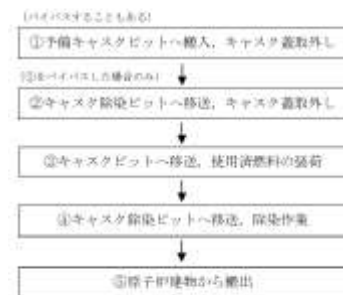 (バイパスすることもある)
①予備キャスクピットへ搬入，キャスク蓋取外し
(①をバイパスした場合のみ)
②キャスク除染ピットへ移送，キャスク蓋取外し
③キャスクピットへ移送，使用済燃料の装荷
④キャスク除染ピットへ移送，除染作業
⑤原子炉建物から搬出